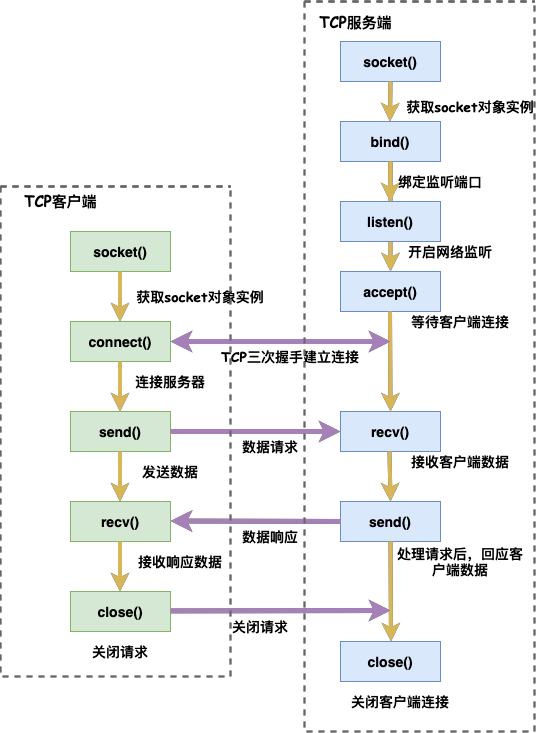 TCP服务端
socket()
获取socket对象实例
bind()
绑定监听端口
listen()
开启网络监听
accept()
等待客户端连接
TCP客户端
socket()
获取socket对象实例
connect()
TCP三次握手建立连接
连接服务器
send()
数据请求
recv()
接收客户端数据
发送数据
recv()
数据响应
send()
处理请求后，回应客
户端数据
接收响应数据
close()
关闭请求
关闭请求
close()
关闭客户端连接